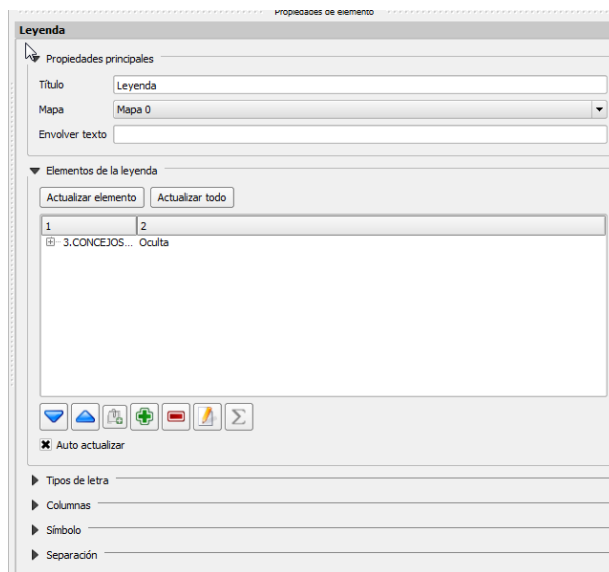 Propiedades de elemento
Leyenda
Propiedades principales
Título Leyenda
Mapa Mapa 0
Envolver texto
Elementos de la leyenda
Actualizar elemento Actualizar todo
1 2
3.CONCEJOS... Oculta
Σ
Auto actualizar
Tipos de letra
Columnas
Símbolo
Separación